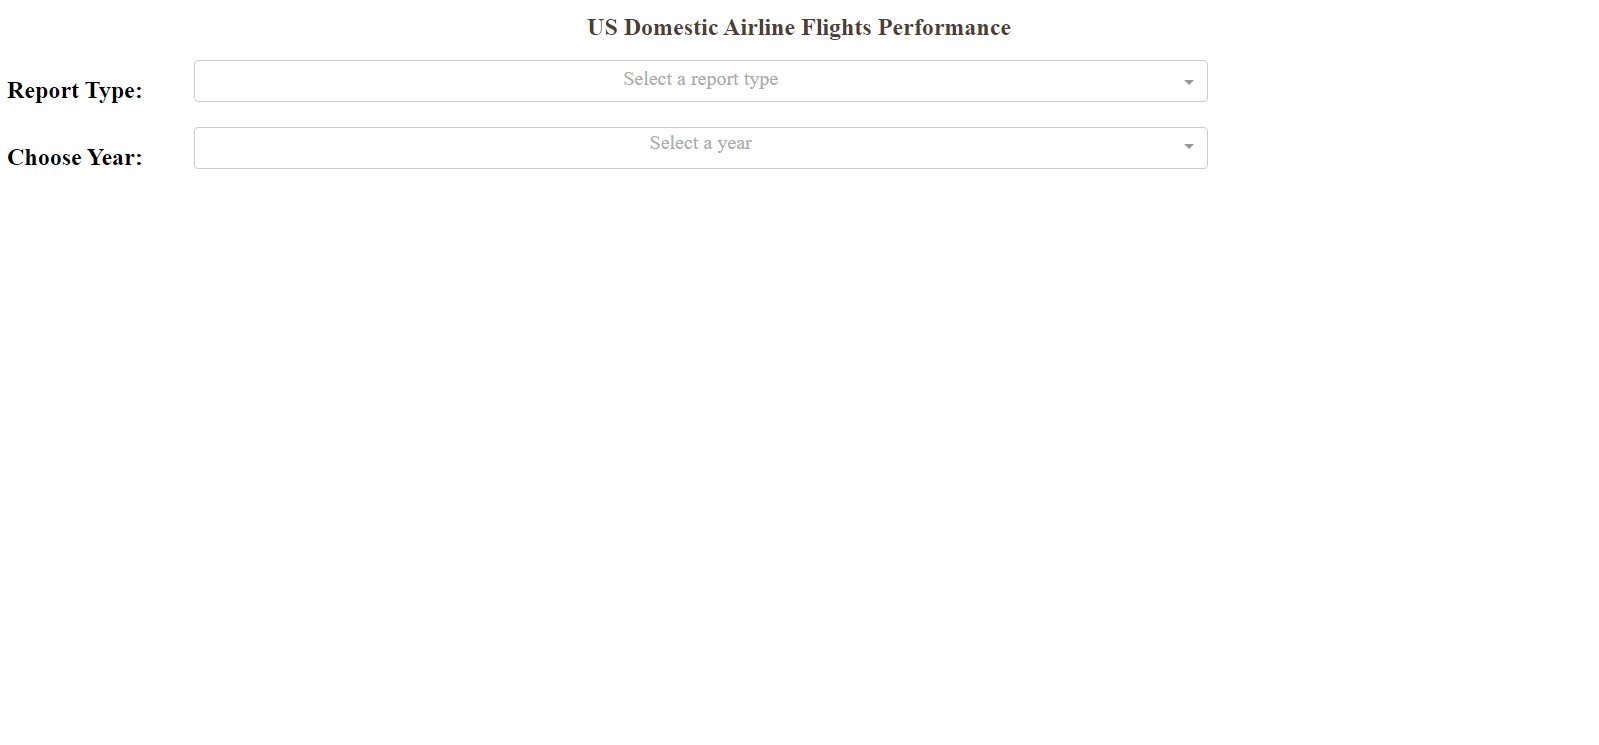 US Domestic Airline Flights Performance
Report Type:
Select a report type
Choose Year:
Select a year